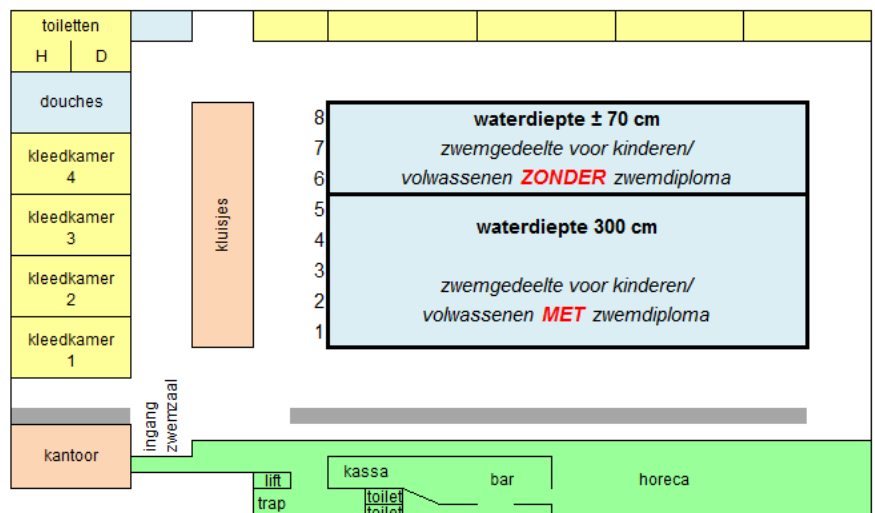 toiletten
H D
douches
kleedkamer
4
kleedkamer
3
kleedkamer
2
kleedkamer
1
kluisjes
8
7
6
5
4
3
2
1
waterdiepte ± 70 cm
zwemgedeelte voor kinderen/
volwassenen ZONDER zwemdiploma
waterdiepte 300 cm
zwemgedeelte voor kinderen/
volwassenen MET zwemdiploma
ingang
zwemzaal
kantoor
lift
trap
kassa
toilet
toilet
bar
horeca